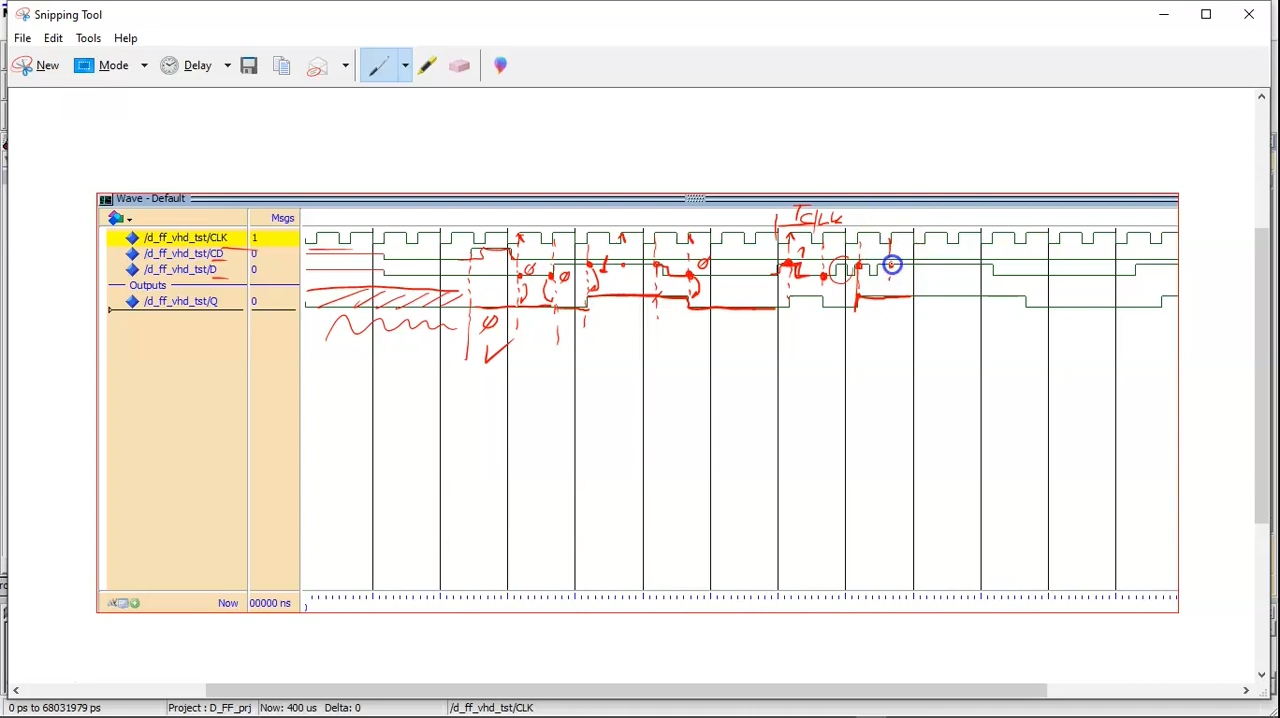 Snipping Tool
File Edit Tools Help
New Mode Delay
Wave - Default
Msgs
TCLK
/d_ff_vhd_tst/CLK 1
/d_ff_vhd_tst/CD 0
/d_ff_vhd_tst/D 0
Outputs
/d_ff_vhd_tst/Q 0
φ
φ
1
φ
1
φ
Now 00000 ns
0 ps to 68031979 ps Project : D_FF_prj Now: 400 us Delta: 0 /d_ff_vhd_tst/CLK